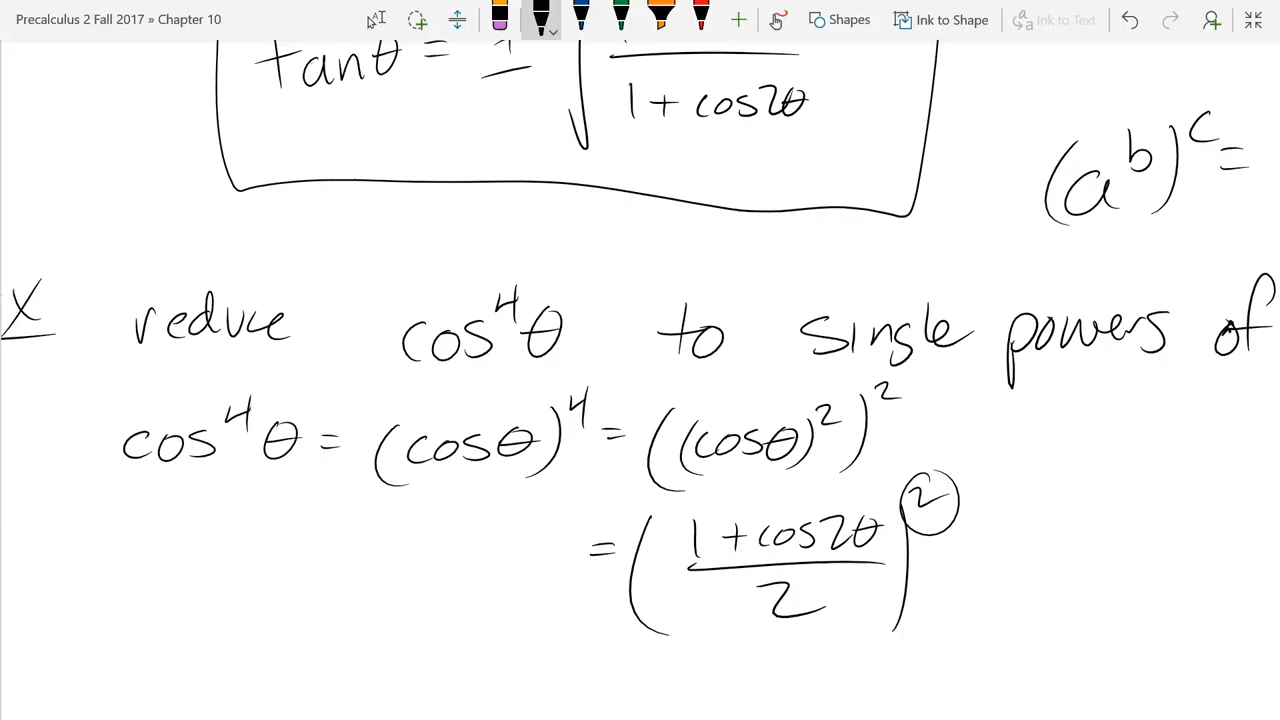 Precalculus 2 Fall 2017 » Chapter 10
Shapes Ink to Shape Ink to Text
tanθ = ±√
1 + cos2θ
(a^b)^c =
X reduce cos⁴θ to single powers of
cos⁴θ = (cosθ)⁴ = ((cosθ)²)²
= ((1 + cos2θ)/2)²